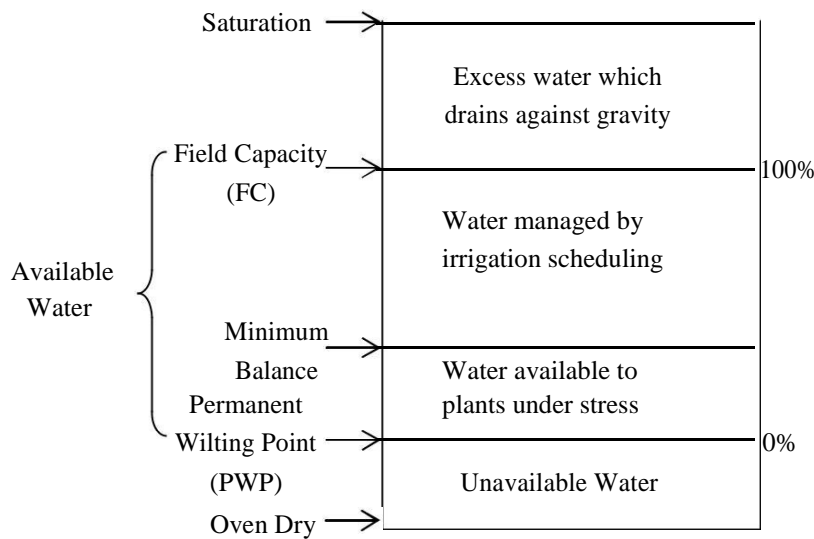 Saturation
Excess water which
drains against gravity
Field Capacity
(FC)
100%
Water managed by
irrigation scheduling
Available
Water
Minimum
Balance
Water available to
plants under stress
Permanent
Wilting Point
(PWP)
0%
Unavailable Water
Oven Dry